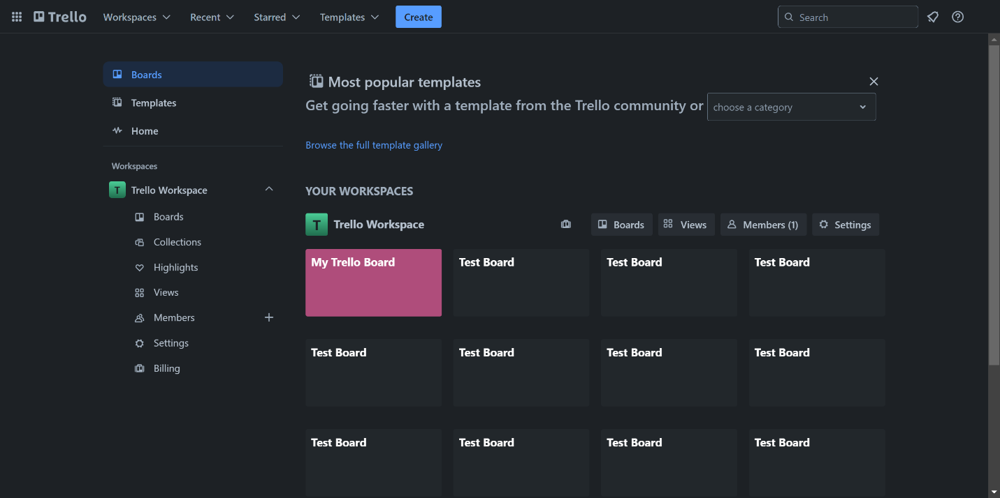 Trello Workspaces Recent Starred Templates Create Search
Boards
Templates
Home
Workspaces
T Trello Workspace
Boards
Collections
Highlights
Views
Members
Settings
Billing
Most popular templates
Get going faster with a template from the Trello community or choose a category
Browse the full template gallery
YOUR WORKSPACES
T Trello Workspace Boards Views Members (1) Settings
My Trello Board Test Board Test Board Test Board
Test Board Test Board Test Board Test Board
Test Board Test Board Test Board Test Board